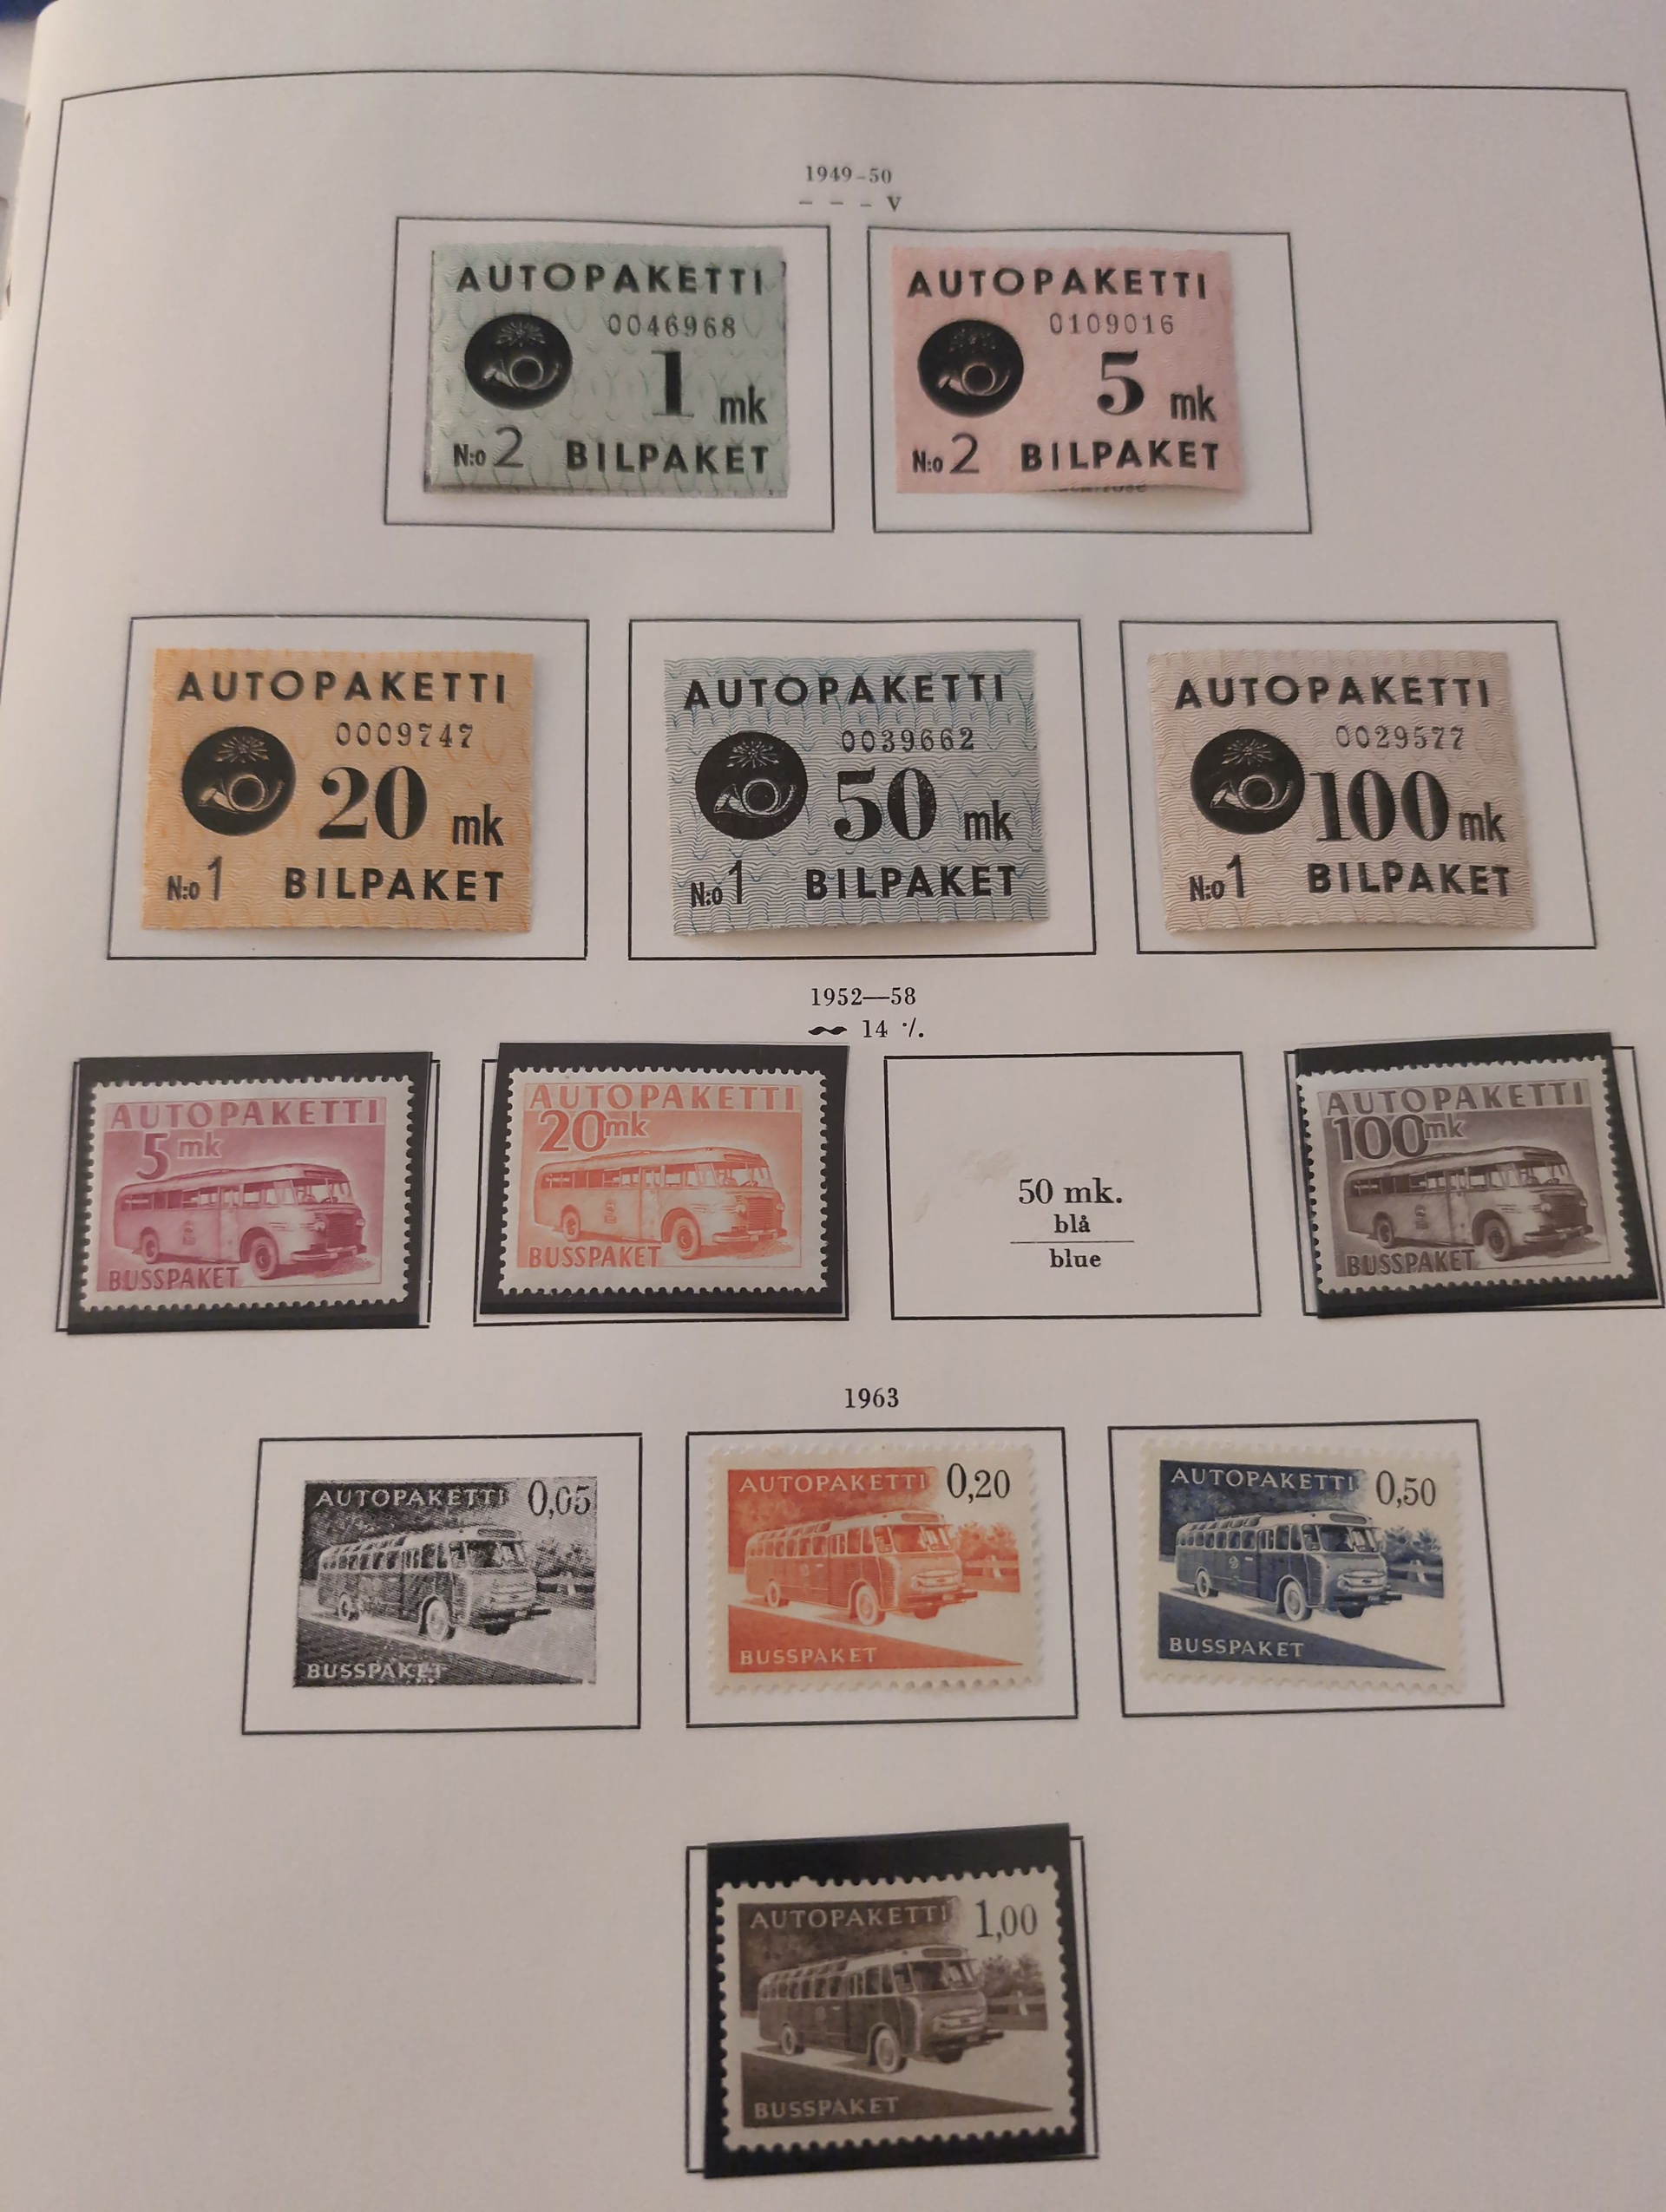 1949-50
– – – V
AUTOPAKETTI
0046968
1 mk
N:o 2 BILPAKET
AUTOPAKETTI
0109016
5 mk
N:o 2 BILPAKET
AUTOPAKETTI
0009747
20 mk
N:o 1 BILPAKET
AUTOPAKETTI
0039662
50 mk
N:o 1 BILPAKET
AUTOPAKETTI
0029577
100 mk
N:o 1 BILPAKET
1952—58
14 ·/.
AUTOPAKETTI
5 mk
BUSSPAKET
AUTOPAKETTI
20 mk
BUSSPAKET
50 mk.
blå
blue
AUTOPAKETTI
100 mk
BUSSPAKET
1963
AUTOPAKETTI 0,05
BUSSPAKET
AUTOPAKETTI 0,20
BUSSPAKET
AUTOPAKETTI 0,50
BUSSPAKET
AUTOPAKETTI 1,00
BUSSPAKET